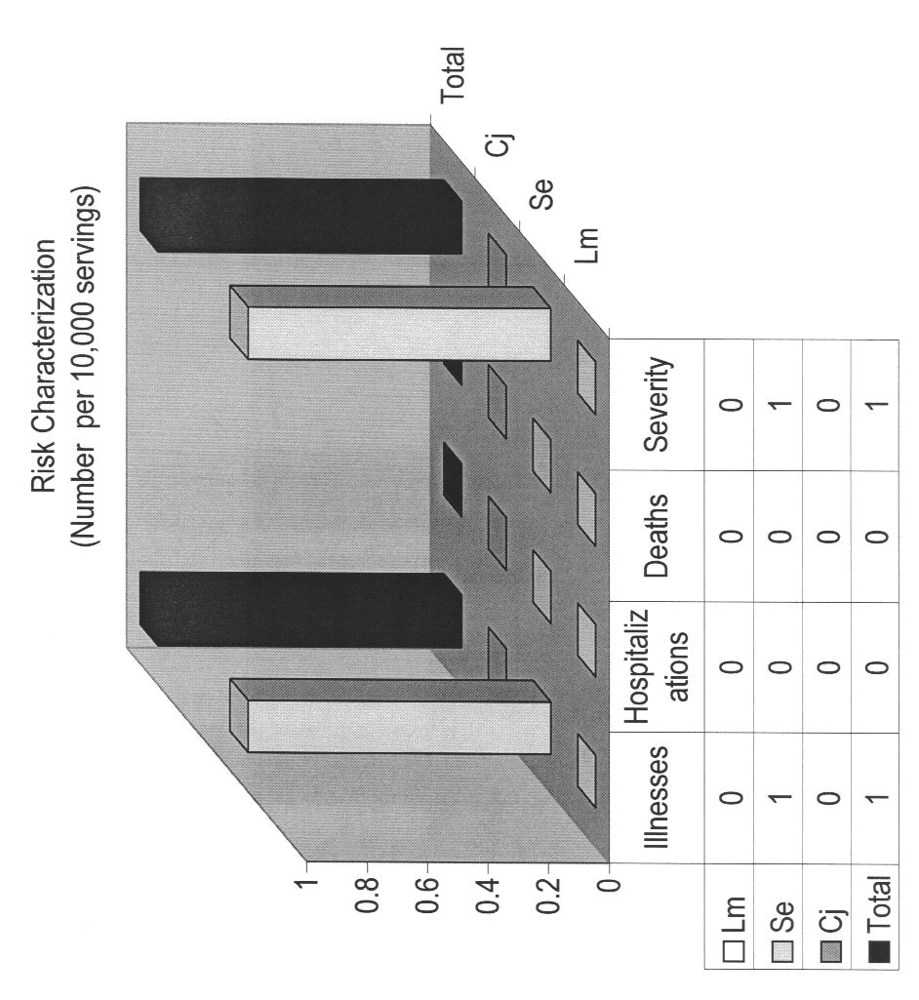 Risk Characterization
(Number per 10,000 servings)
1
0.8
0.6
0.4
0.2
0
Total
Cj
Se
Lm
Illnesses Hospitaliz Deaths Severity
ations
Lm 0 0 0 0
Se 1 0 0 1
Cj 0 0 0 0
Total 1 0 0 1